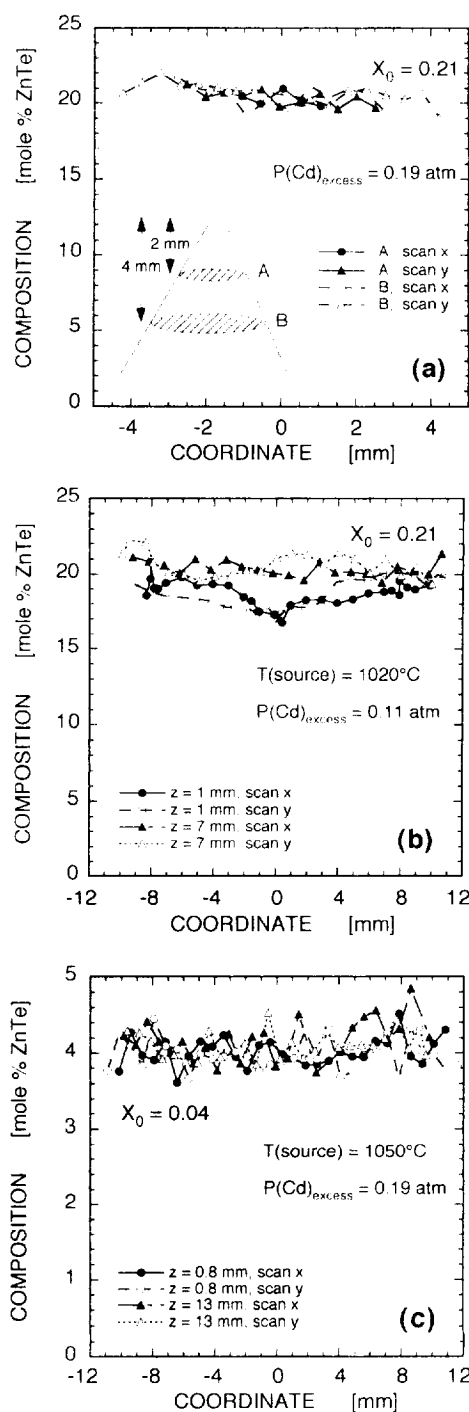 25
20
15
10
5
0
COMPOSITION [mole % ZnTe]
X0 = 0.21
P(Cd)excess = 0.19 atm
2 mm
4 mm
A
B
A scan x
A scan y
B, scan x
B, scan y
(a)
-4 -2 0 2 4
COORDINATE [mm]
25
20
15
10
5
0
COMPOSITION [mole % ZnTe]
X0 = 0.21
T(source) = 1020°C
P(Cd)excess = 0.11 atm
z = 1 mm, scan x
z = 1 mm, scan y
z = 7 mm, scan x
z = 7 mm, scan y
(b)
-12 -8 -4 0 4 8 12
COORDINATE [mm]
5
4
3
2
1
0
COMPOSITION [mole % ZnTe]
X0 = 0.04
T(source) = 1050°C
P(Cd)excess = 0.19 atm
z = 0.8 mm, scan x
z = 0.8 mm, scan y
z = 13 mm, scan x
z = 13 mm, scan y
(c)
-12 -8 -4 0 4 8 12
COORDINATE [mm]